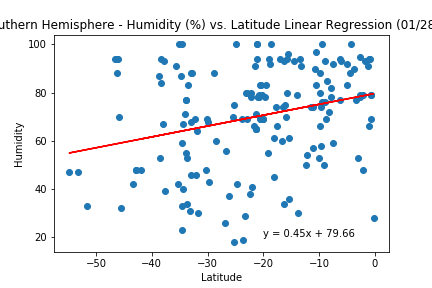 uthern Hemisphere - Humidity (%) vs. Latitude Linear Regression (01/28
100
80
60
40
20
Humidity
y = 0.45x + 79.66
−50 −40 −30 −20 −10 0
Latitude